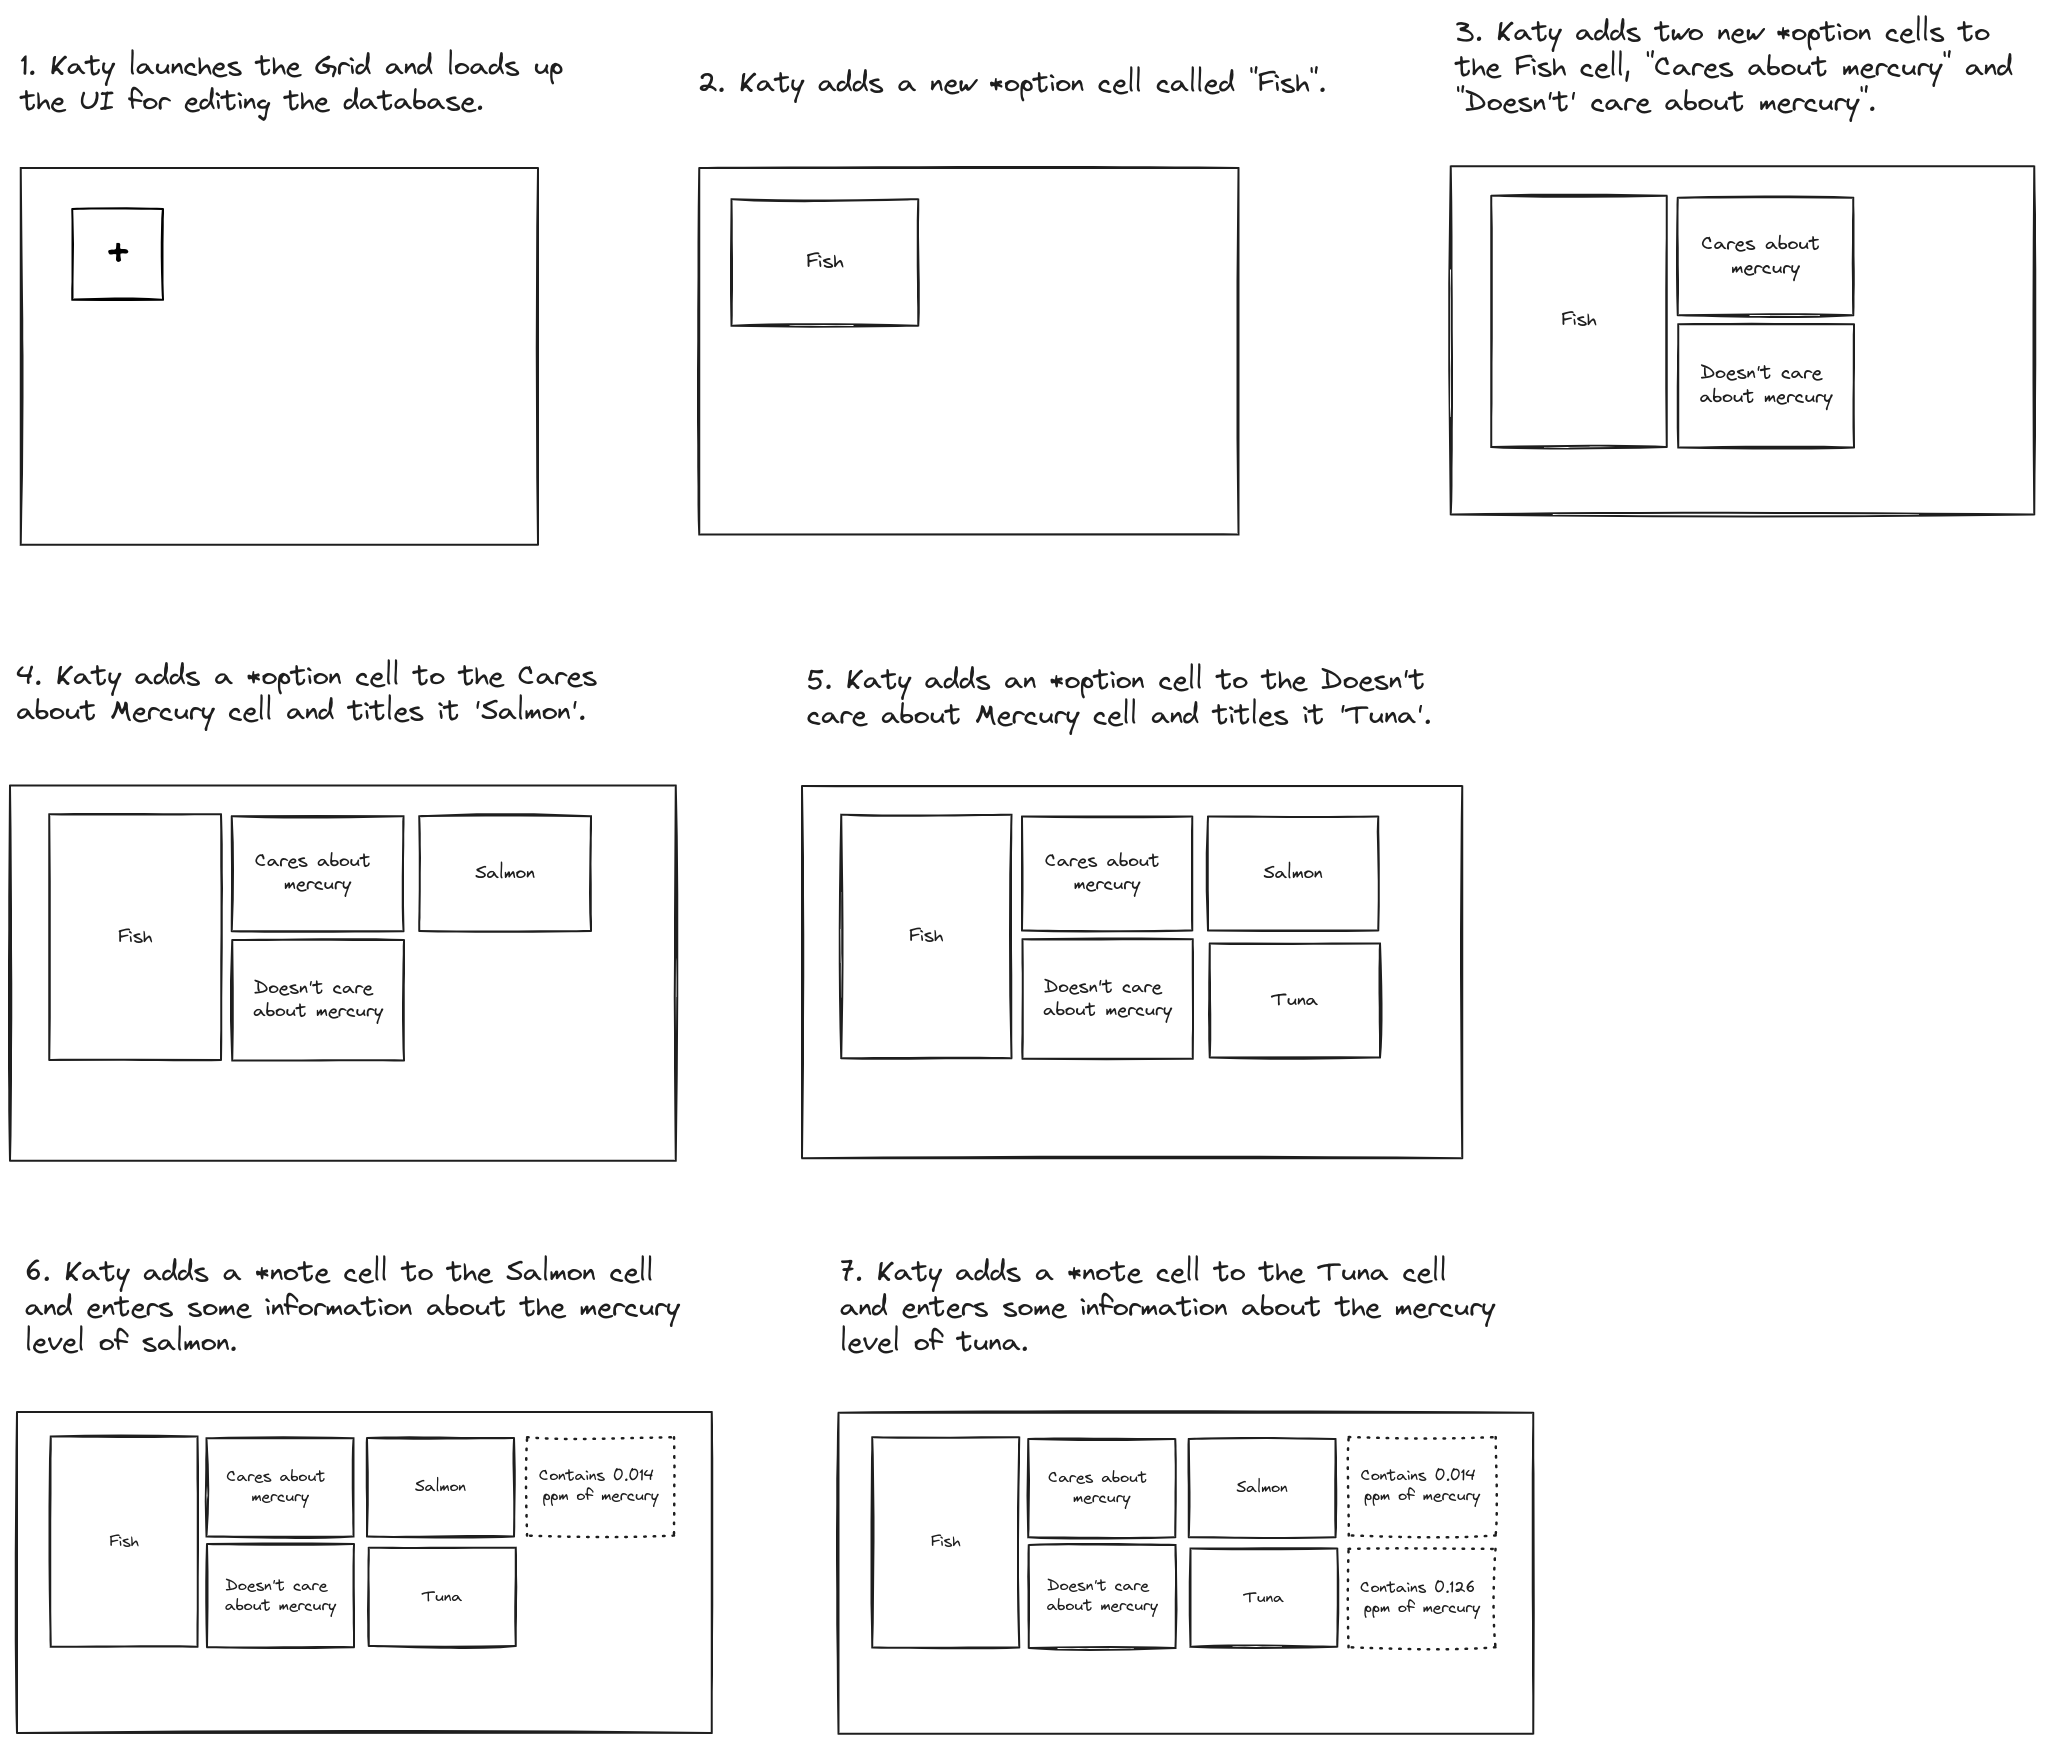 1. Katy launches the Grid and loads up
the UI for editing the database.
+
2. Katy adds a new *option cell called "Fish".
Fish
3. Katy adds two new *option cells to
the Fish cell, "Cares about mercury" and
"Doesn't' care about mercury".
Fish
Cares about
mercury
Doesn't care
about mercury
4. Katy adds a *option cell to the Cares
about Mercury cell and titles it 'Salmon'.
Fish
Cares about
mercury
Salmon
Doesn't care
about mercury
5. Katy adds an *option cell to the Doesn't
care about Mercury cell and titles it 'Tuna'.
Fish
Cares about
mercury
Salmon
Doesn't care
about mercury
Tuna
6. Katy adds a *note cell to the Salmon cell
and enters some information about the mercury
level of salmon.
Fish
Cares about
mercury
Salmon
Contains 0.014
ppm of mercury
Doesn't care
about mercury
Tuna
7. Katy adds a *note cell to the Tuna cell
and enters some information about the mercury
level of tuna.
Fish
Cares about
mercury
Salmon
Contains 0.014
ppm of mercury
Doesn't care
about mercury
Tuna
Contains 0.126
ppm of mercury